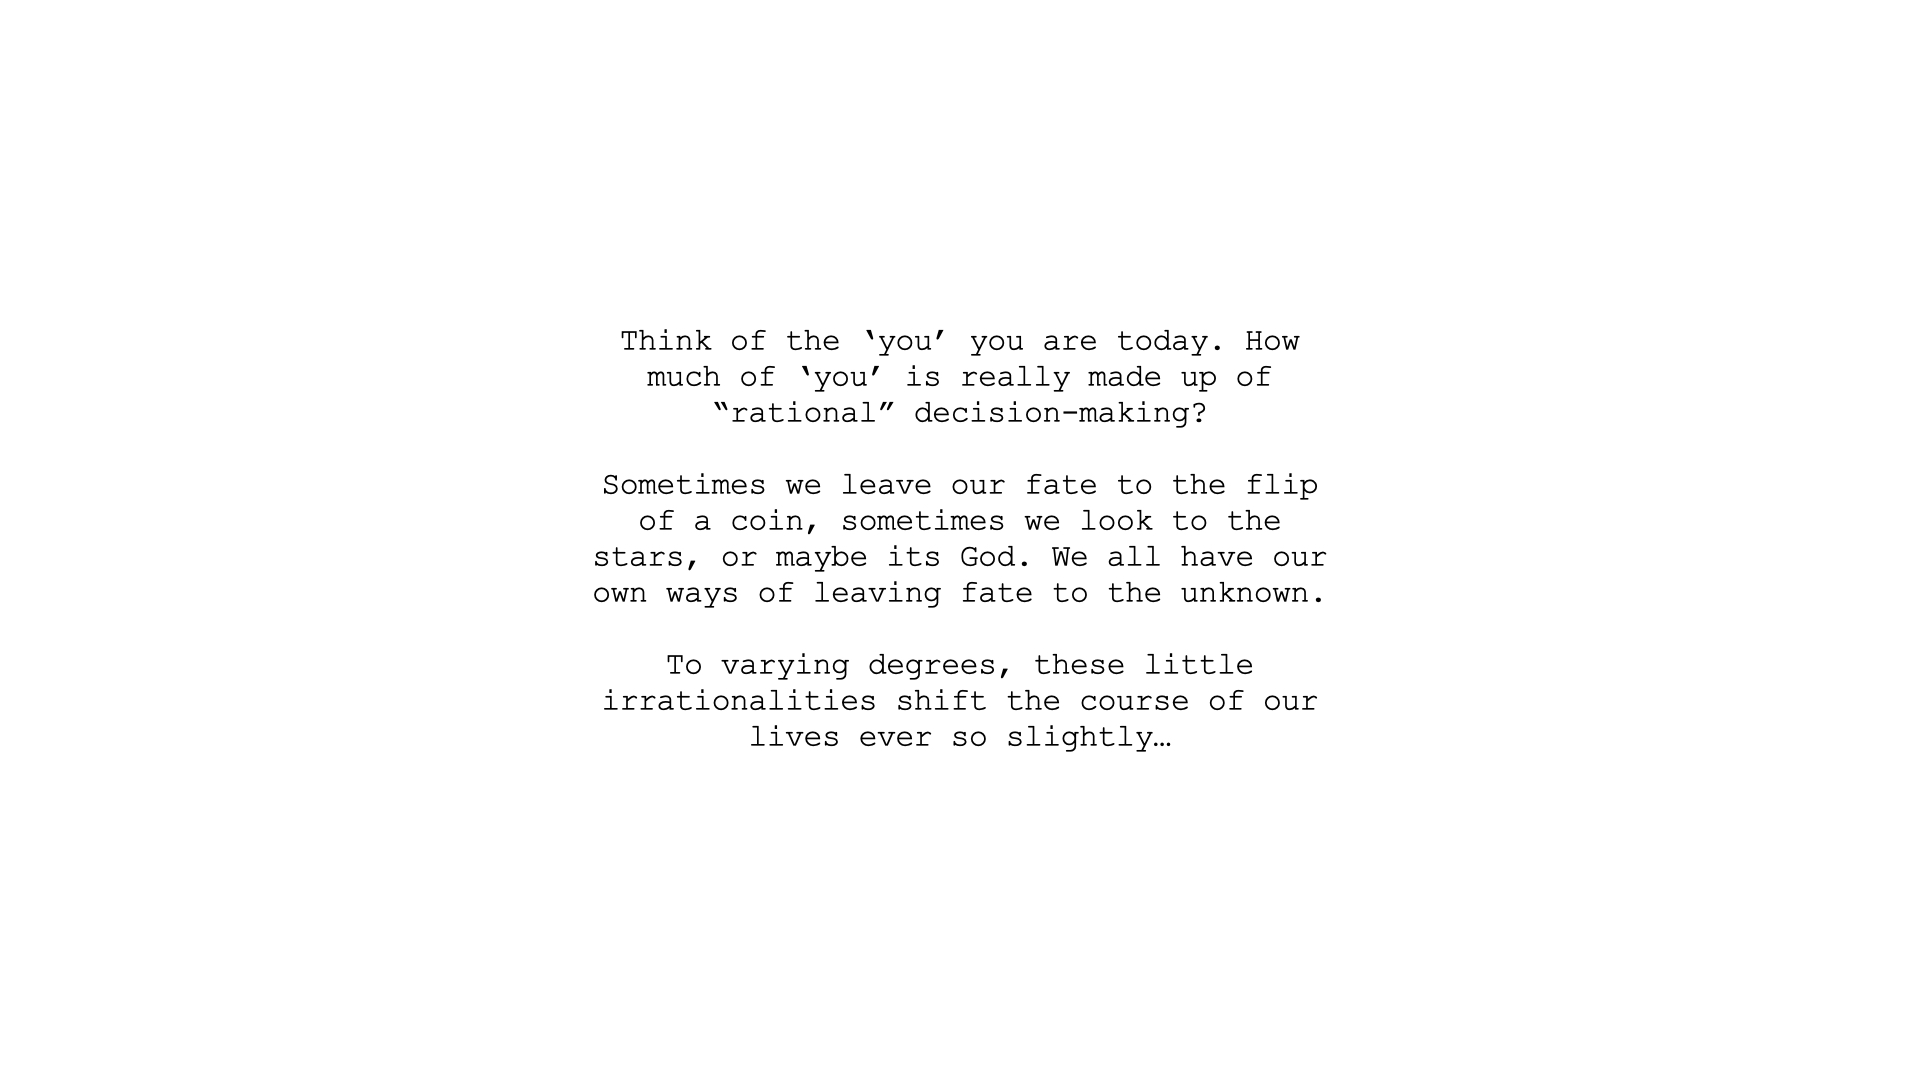 Think of the ‘you’ you are today. How
much of ‘you’ is really made up of
“rational” decision-making?
Sometimes we leave our fate to the flip
of a coin, sometimes we look to the
stars, or maybe its God. We all have our
own ways of leaving fate to the unknown.
To varying degrees, these little
irrationalities shift the course of our
lives ever so slightly…